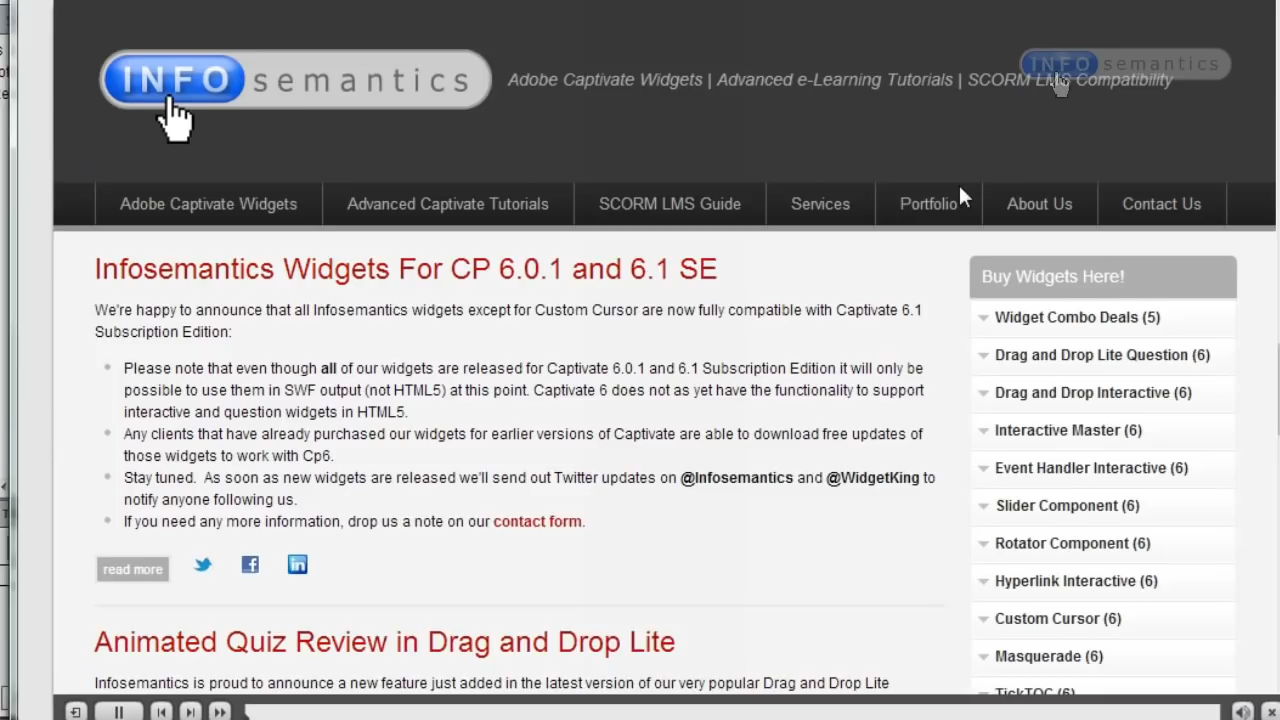 INFO semantics
Adobe Captivate Widgets | Advanced e-Learning Tutorials | SCORM LMS Compatibility
INFO semantics
Adobe Captivate Widgets
Advanced Captivate Tutorials
SCORM LMS Guide
Services
Portfolio
About Us
Contact Us
Infosemantics Widgets For CP 6.0.1 and 6.1 SE
We're happy to announce that all Infosemantics widgets except for Custom Cursor are now fully compatible with Captivate 6.1
Subscription Edition:
Please note that even though all of our widgets are released for Captivate 6.0.1 and 6.1 Subscription Edition it will only be
possible to use them in SWF output (not HTML5) at this point. Captivate 6 does not as yet have the functionality to support
interactive and question widgets in HTML5.
Any clients that have already purchased our widgets for earlier versions of Captivate are able to download free updates of
those widgets to work with Cp6.
Stay tuned. As soon as new widgets are released we'll send out Twitter updates on @Infosemantics and @WidgetKing to
notify anyone following us.
If you need any more information, drop us a note on our contact form.
read more
Animated Quiz Review in Drag and Drop Lite
Infosemantics is proud to announce a new feature just added in the latest version of our very popular Drag and Drop Lite
Buy Widgets Here!
Widget Combo Deals (5)
Drag and Drop Lite Question (6)
Drag and Drop Interactive (6)
Interactive Master (6)
Event Handler Interactive (6)
Slider Component (6)
Rotator Component (6)
Hyperlink Interactive (6)
Custom Cursor (6)
Masquerade (6)
TickTOC (6)